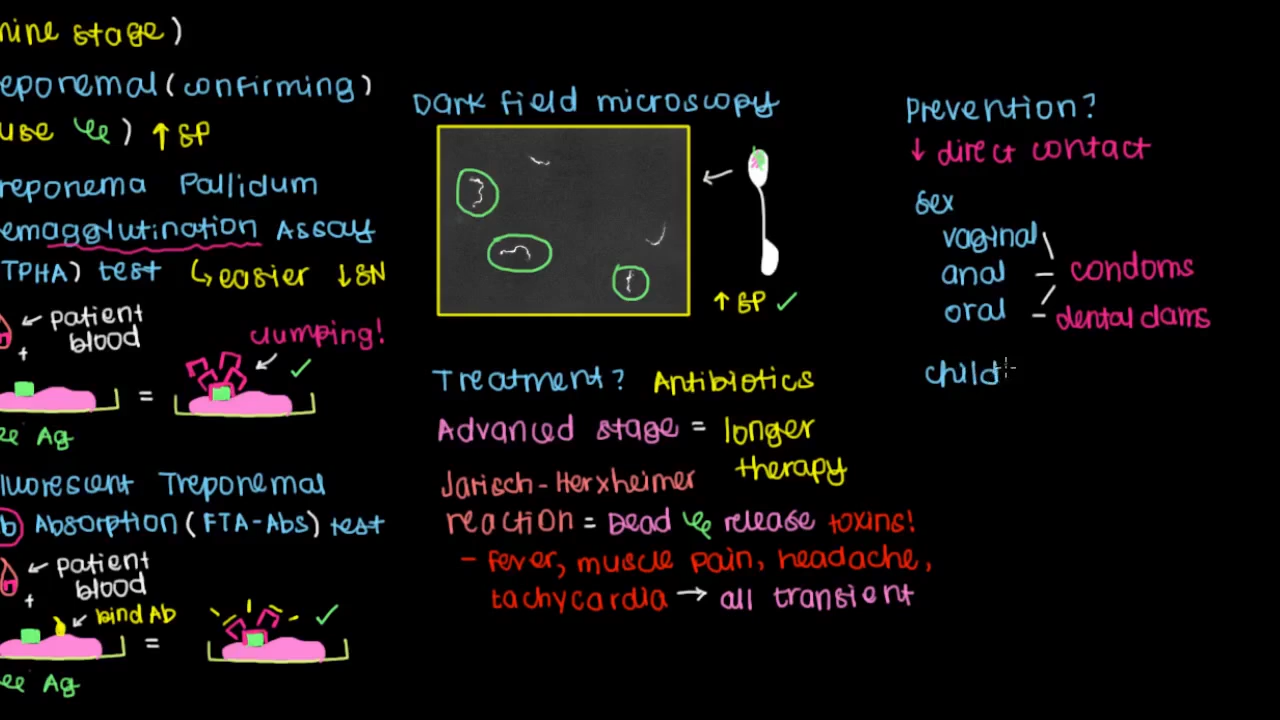 nine stage)
eponemal (confirming)
use ) ↑ SP
reponema Pallidum
emagglutination Assay
TPHA) test ↳ easier ↓ SN
← patient
blood
+
clumping!
=
ee Ag
luorescent Treponemal
b Absorption (FTA-Abs) test
← patient
blood
+
← bind Ab
=
ee Ag
Dark field microscopy
↑ SP ✓
Treatment? Antibiotics
Advanced stage = longer
therapy
Jarisch-Herxheimer
reaction = Dead release toxins!
- fever, muscle pain, headache,
tachycardia → all transient
Prevention?
↓ direct contact
sex
vaginal
anal - condoms
oral - dental dams
child